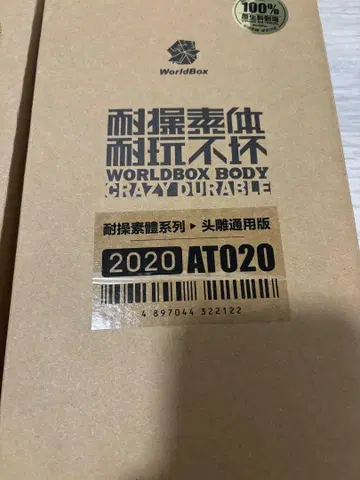 100%
WorldBox
耐操素体
耐玩不坏
WORLDBOX BODY
CRAZY DURABLE
耐操素體系列▸头雕通用版
2020 AT020
4 897044 322122